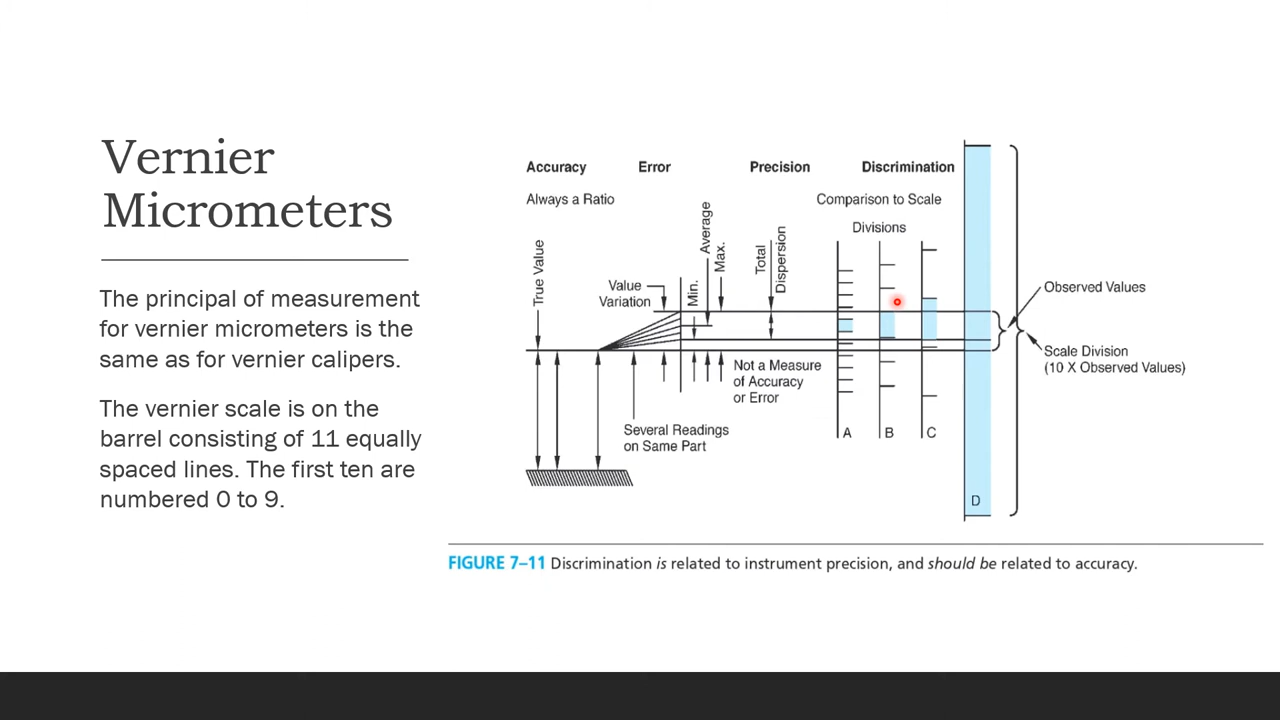 Vernier
Micrometers
The principal of measurement
for vernier micrometers is the
same as for vernier calipers.
The vernier scale is on the
barrel consisting of 11 equally
spaced lines. The first ten are
numbered 0 to 9.
Accuracy
Error
Precision
Discrimination
Always a Ratio
Comparison to Scale
Divisions
True Value
Value
Variation
Min.
Average
Max.
Total
Dispersion
Not a Measure
of Accuracy
or Error
Several Readings
on Same Part
A
B
C
D
Observed Values
Scale Division
(10 X Observed Values)
FIGURE 7–11 Discrimination is related to instrument precision, and should be related to accuracy.